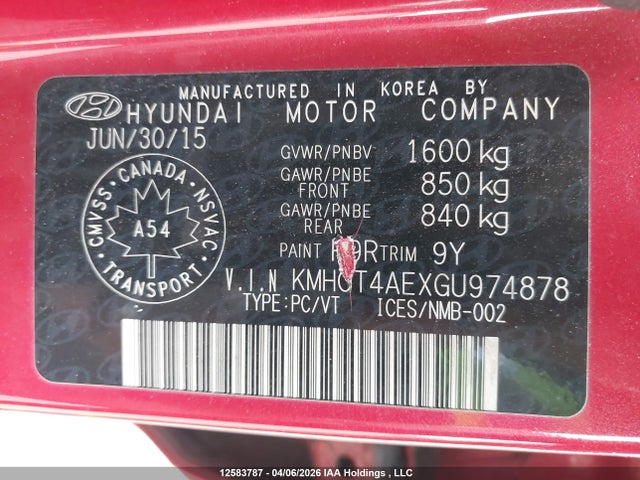 MANUFACTURED IN KOREA BY
HYUNDAI MOTOR COMPANY
JUN/30/15
GVWR/PNBV 1600 kg
GAWR/PNBE FRONT 850 kg
GAWR/PNBE REAR 840 kg
CMVSS · CANADA · NSVAC
A54
TRANSPORT
PAINT TRIM 9Y
V.I.N
TYPE:PC/VT ICES/NMB-002
12583787 - 04/06/2026 IAA Holdings , LLC